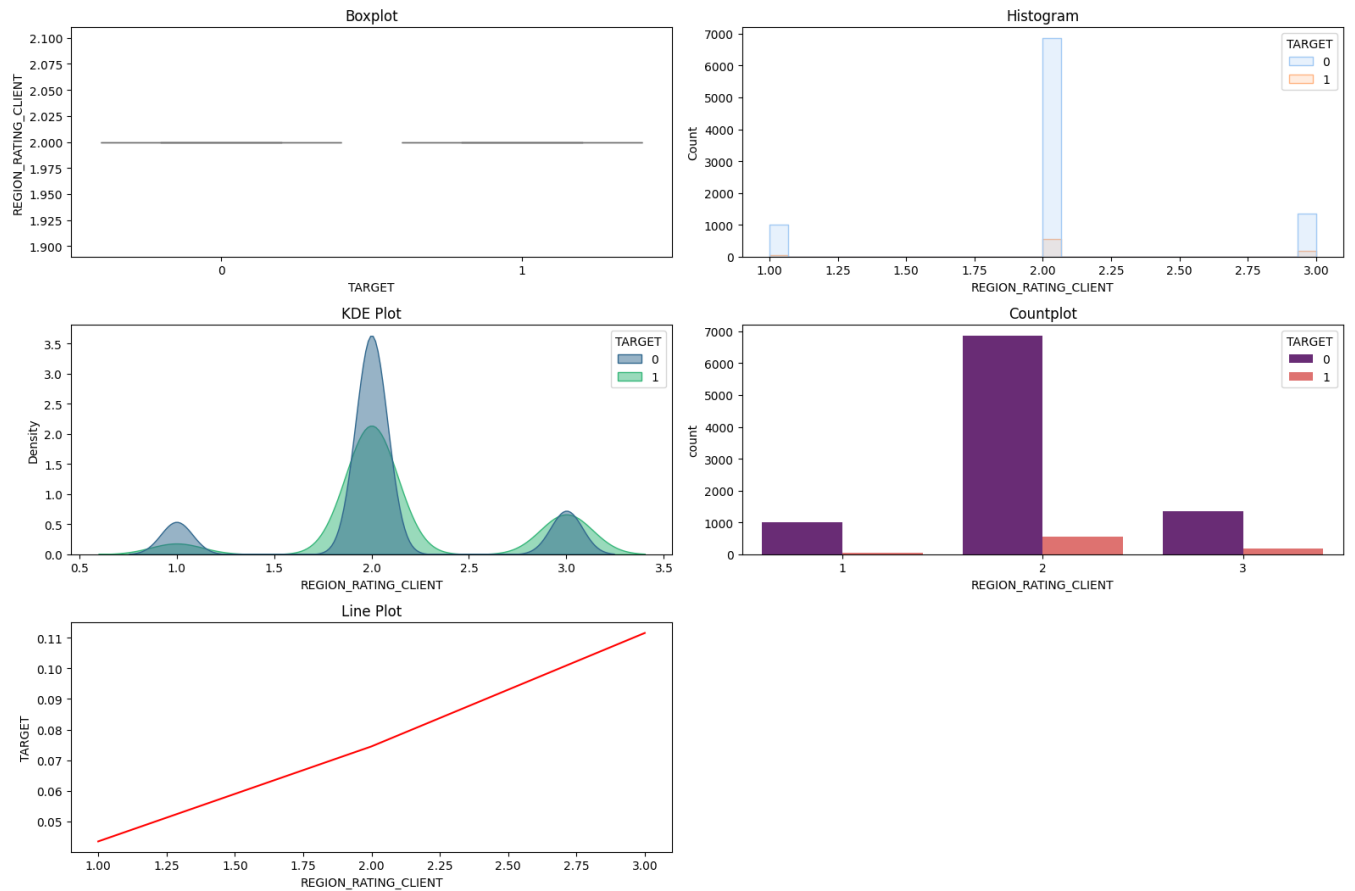 Boxplot
REGION_RATING_CLIENT
2.100
2.075
2.050
2.025
2.000
1.975
1.950
1.925
1.900
0 1
TARGET
Histogram
Count
7000
6000
5000
4000
3000
2000
1000
0
TARGET
0
1
1.00 1.25 1.50 1.75 2.00 2.25 2.50 2.75 3.00
REGION_RATING_CLIENT
KDE Plot
Density
3.5
3.0
2.5
2.0
1.5
1.0
0.5
0.0
TARGET
0
1
0.5 1.0 1.5 2.0 2.5 3.0 3.5
REGION_RATING_CLIENT
Countplot
count
7000
6000
5000
4000
3000
2000
1000
0
TARGET
0
1
1 2 3
REGION_RATING_CLIENT
Line Plot
TARGET
0.11
0.10
0.09
0.08
0.07
0.06
0.05
1.00 1.25 1.50 1.75 2.00 2.25 2.50 2.75 3.00
REGION_RATING_CLIENT